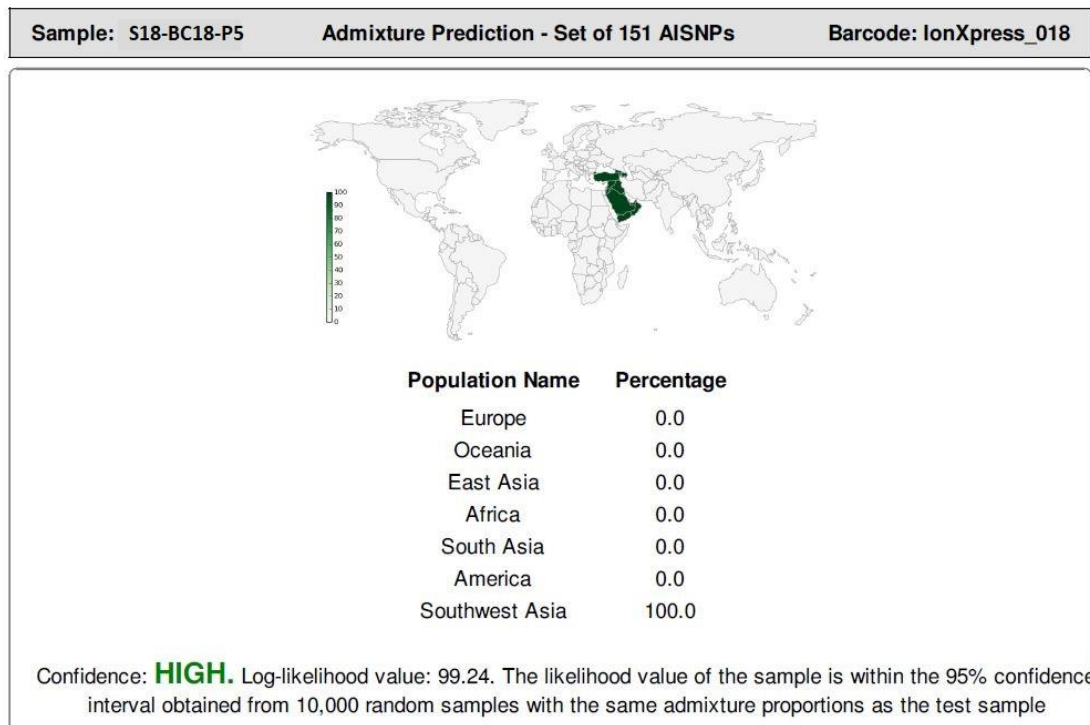 Sample: S18-BC18-P5 Admixture Prediction - Set of 151 AISNPs Barcode: IonXpress_018
100
90
80
70
60
50
40
30
20
10
0
Population Name Percentage
Europe 0.0
Oceania 0.0
East Asia 0.0
Africa 0.0
South Asia 0.0
America 0.0
Southwest Asia 100.0
Confidence: HIGH. Log-likelihood value: 99.24. The likelihood value of the sample is within the 95% confidence
interval obtained from 10,000 random samples with the same admixture proportions as the test sample